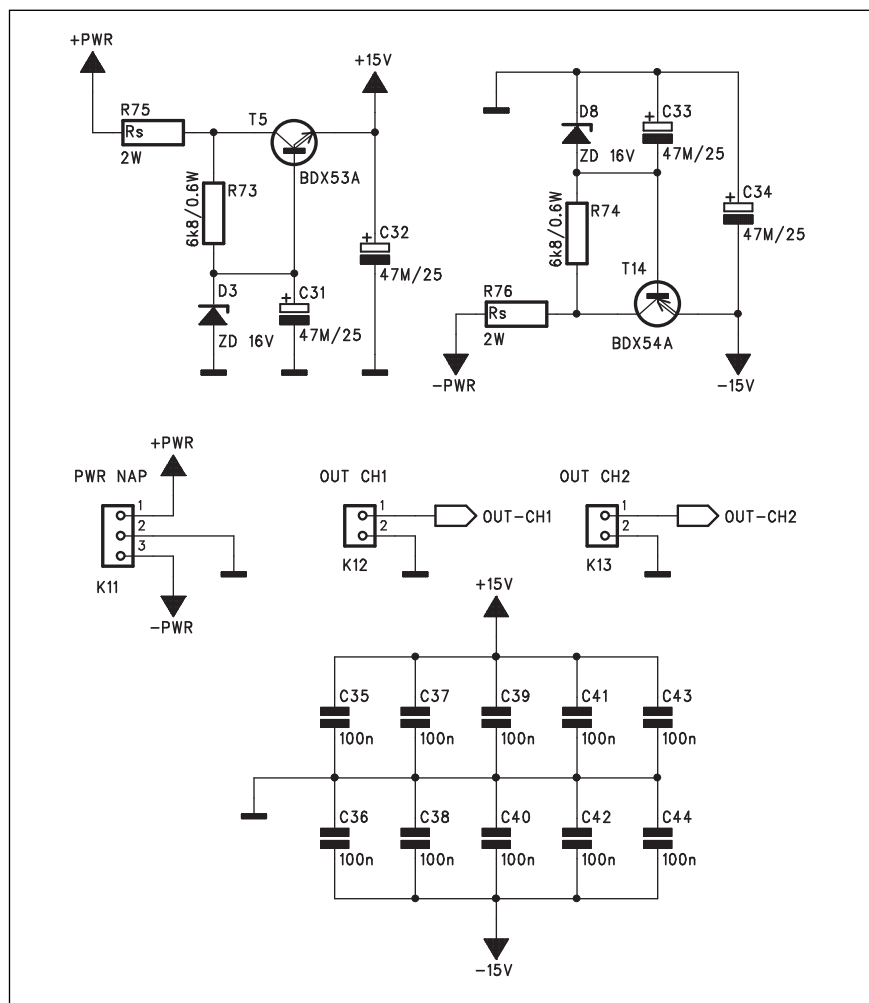 +PWR
+15V
R75
Rs
2W
T5
BDX53A
R73
6k8/0.6W
D3
ZD 16V
C31
47M/25
C32
47M/25
D8
ZD 16V
C33
47M/25
R74
6k8/0.6W
C34
47M/25
T14
R76
Rs
2W
BDX54A
-PWR
-15V
+PWR
PWR NAP
1
2
3
K11
-PWR
OUT CH1
1
2
OUT-CH1
K12
OUT CH2
1
2
OUT-CH2
K13
+15V
C35
100n
C37
100n
C39
100n
C41
100n
C43
100n
C36
100n
C38
100n
C40
100n
C42
100n
C44
100n
-15V